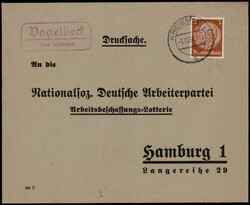 Vogelbeck
Drucksache.
An die
Nationalsoz. Deutsche Arbeiterpartei
Arbeitsbeschaffungs-Lotterie
Hamburg 1
Langereihe 29